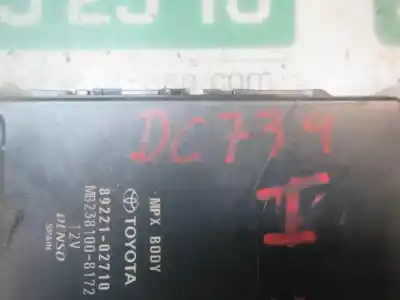 DC734
I
MPX BODY
TOYOTA
89221-02710
MB238100-8172
12V
DENSO
SPAIN